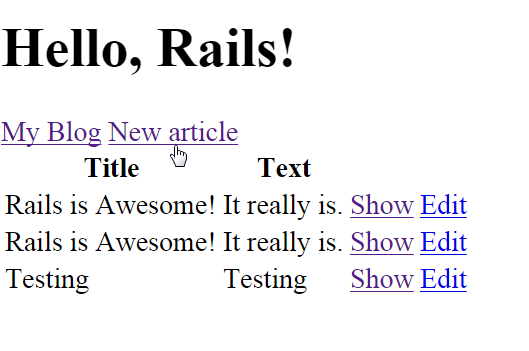 Hello, Rails!
My Blog New article
Title Text
Rails is Awesome! It really is. Show Edit
Rails is Awesome! It really is. Show Edit
Testing Testing Show Edit